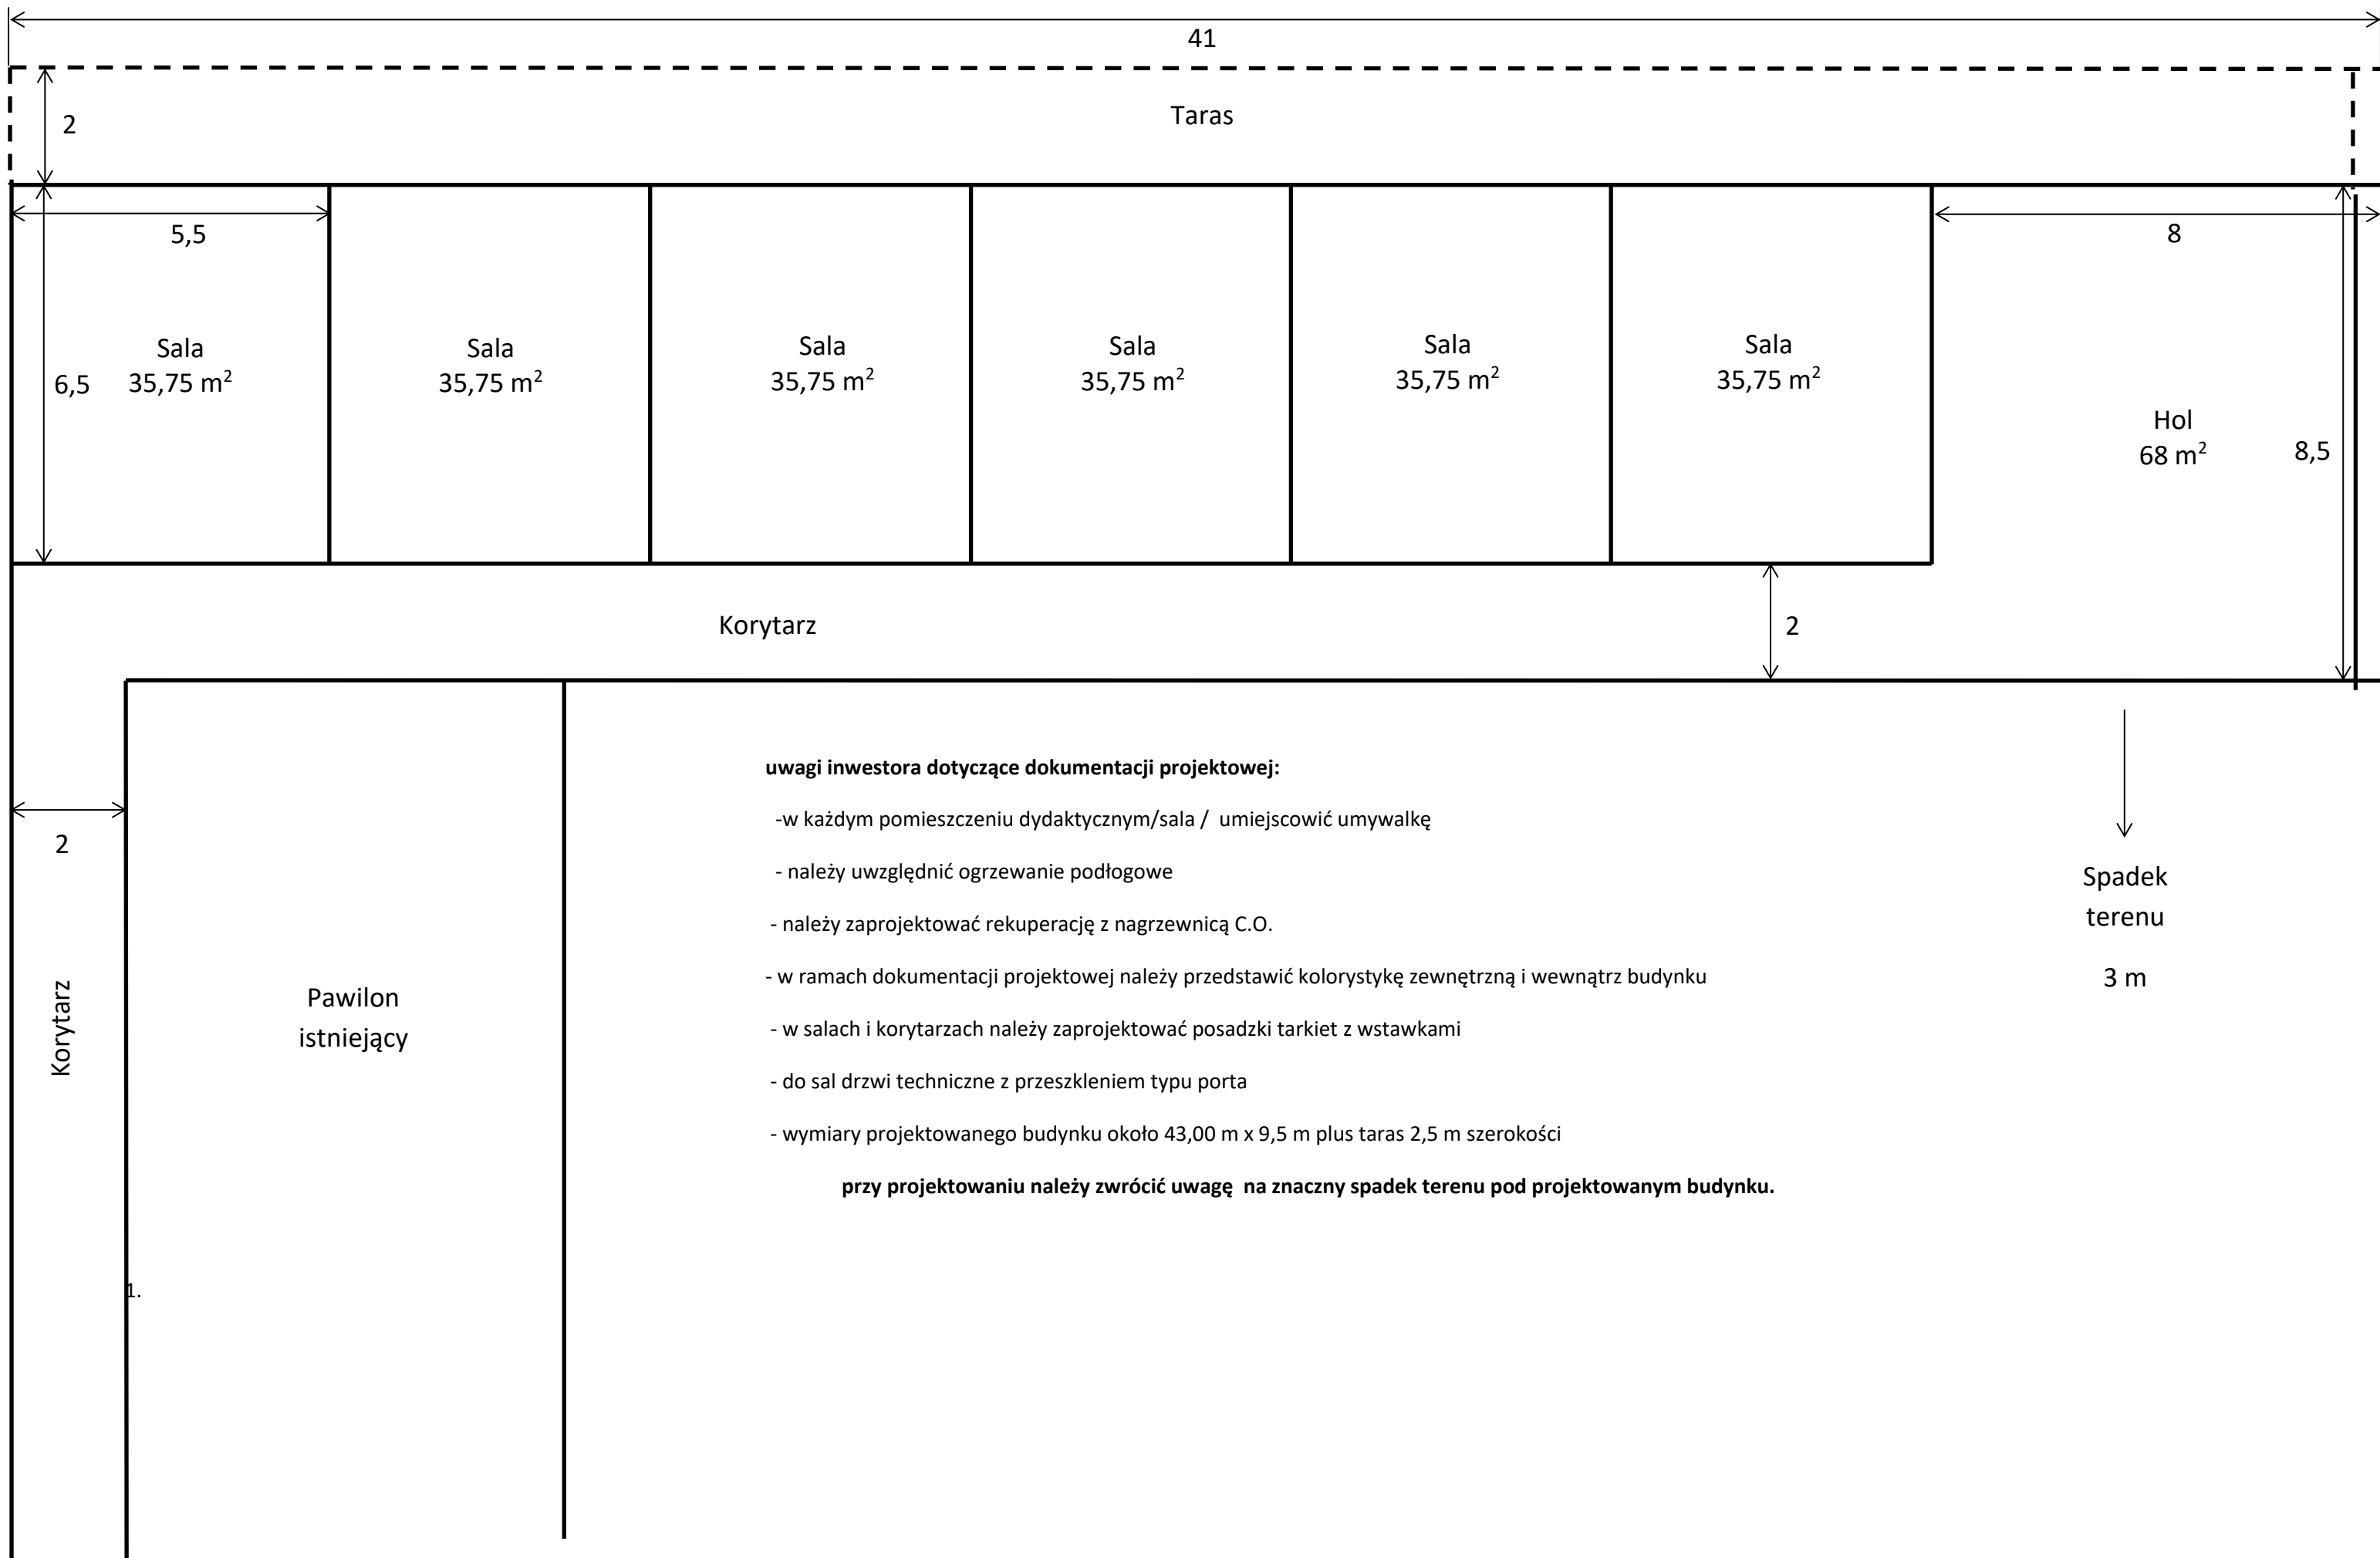 41
2
Taras
5,5
8
Sala
35,75 m²
Sala
35,75 m²
Sala
35,75 m²
Sala
35,75 m²
Sala
35,75 m²
Sala
35,75 m²
6,5
Hol
68 m²
8,5
Korytarz
2
uwagi inwestora dotyczące dokumentacji projektowej:
-w każdym pomieszczeniu dydaktycznym/sala / umiejscowić umywalkę
- należy uwzględnić ogrzewanie podłogowe
- należy zaprojektować rekuperację z nagrzewnicą C.O.
- w ramach dokumentacji projektowej należy przedstawić kolorystykę zewnętrzną i wewnątrz budynku
- w salach i korytarzach należy zaprojektować posadzki tarkiet z wstawkami
- do sal drzwi techniczne z przeszkleniem typu porta
- wymiary projektowanego budynku około 43,00 m x 9,5 m plus taras 2,5 m szerokości
przy projektowaniu należy zwrócić uwagę na znaczny spadek terenu pod projektowanym budynku.
2
Spadek
terenu
3 m
Korytarz
Pawilon
istniejący
1.